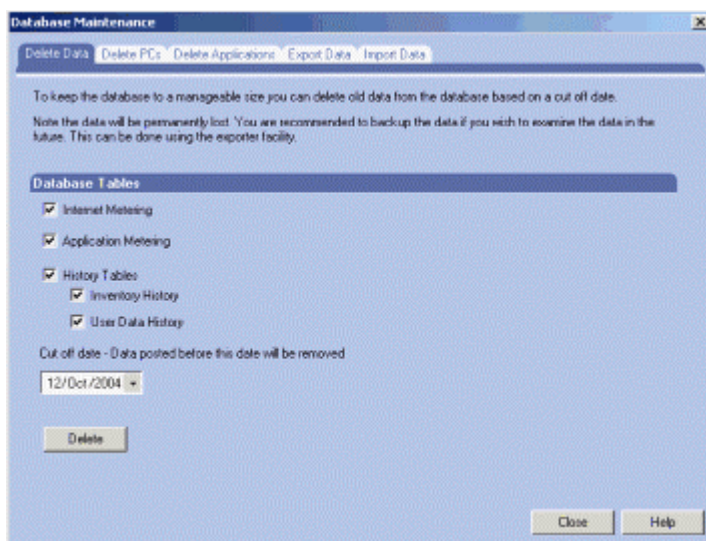 Database Maintenance
Delete Data Delete PCs Delete Applications Export Data Import Data
To keep the database to a manageable size you can delete old data from the database based on a cut off date.
Note the data will be permanently lost. You are recommended to backup the data if you wish to examine the data in the
future. This can be done using the exporter facility.
Database Tables
Internet Metering
Application Metering
History Tables
Inventory History
User Data History
Cut off date - Data posted before this date will be removed
12/Oct/2004
Delete
Close Help